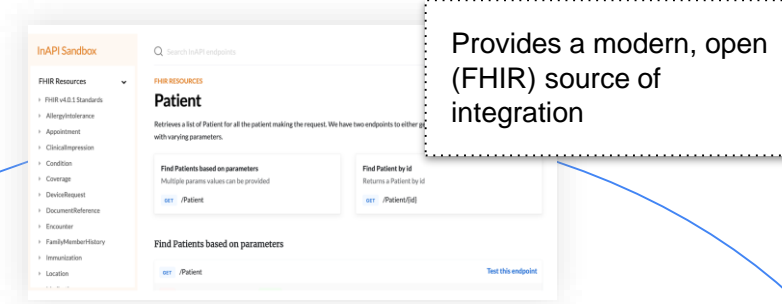 InAPI Sandbox
FHIR Resources
FHIR v4.0.1 Standards
AllergyIntolerance
Appointment
ClinicalImpression
Condition
Coverage
DeviceRequest
DocumentReference
Encounter
FamilyMemberHistory
Immunization
Location
Search InAPI endpoints
FHIR RESOURCES
Patient
Retrieves a list of Patient for all the patient making the request. We have two endpoints to either
with varying parameters.
Find Patients based on parameters
Multiple params values can be provided
GET /Patient
Find Patient by id
Returns a Patient by id
GET /Patient/{id}
Find Patients based on parameters
GET /Patient
Test this endpoint
Provides a modern, open
(FHIR) source of
integration